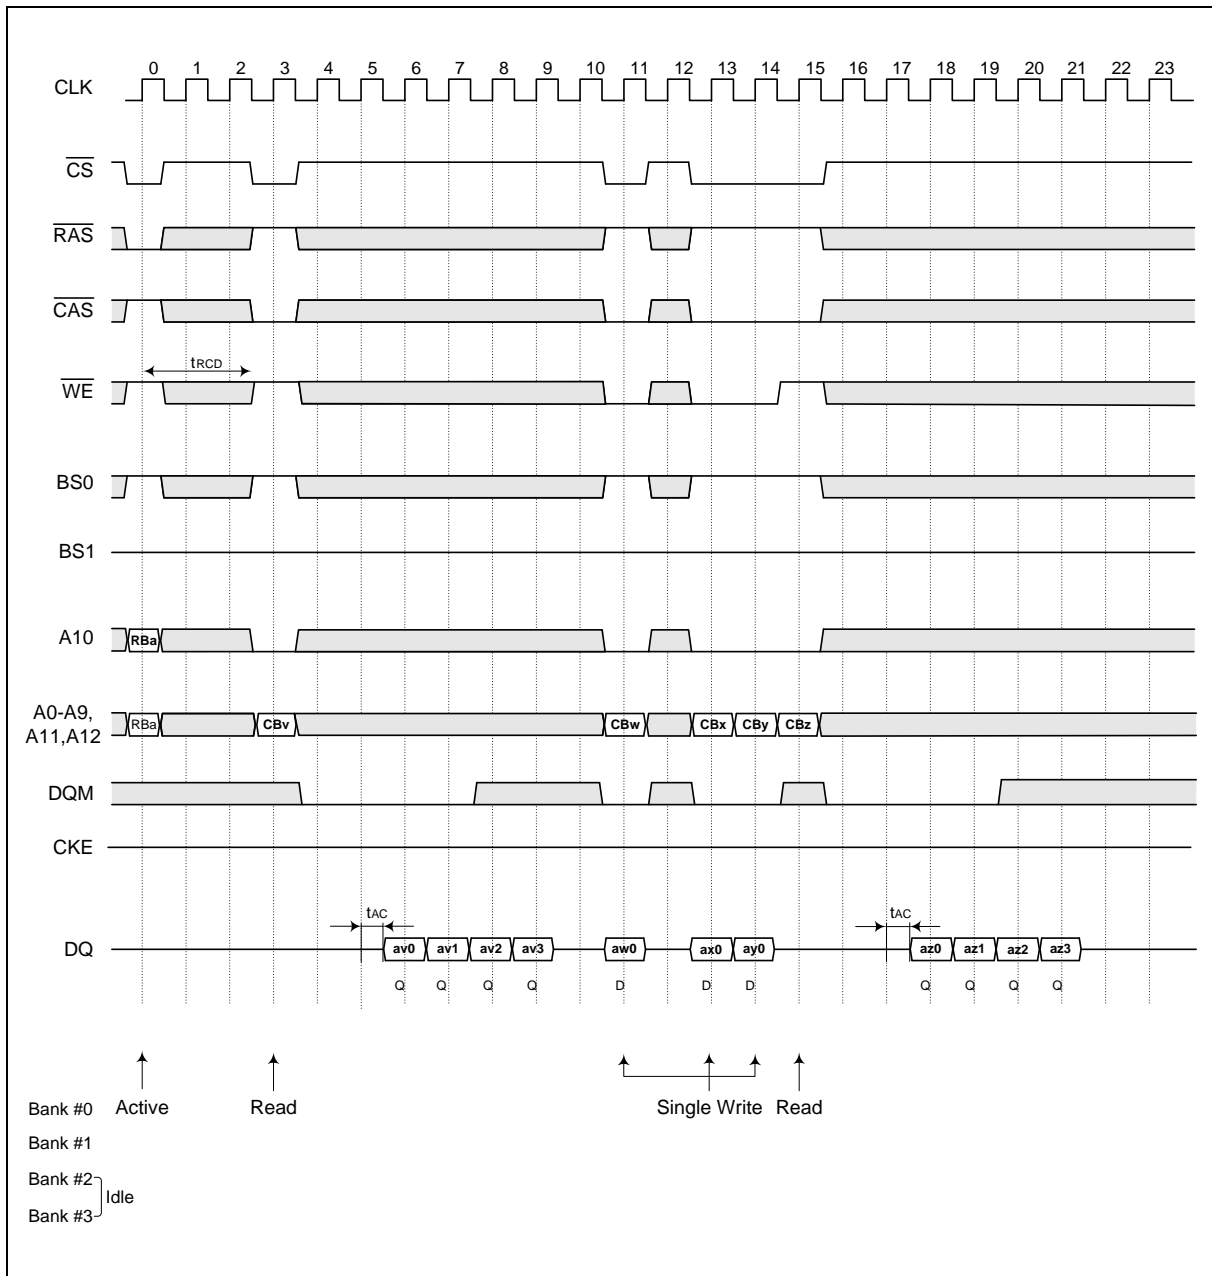 0 1 2 3 4 5 6 7 8 9 10 11 12 13 14 15 16 17 18 19 20 21 22 23
CLK
CS
RAS
CAS
tRCD
WE
BS0
BS1
A10 RBa
A0-A9,
A11,A12
RBa CBv CBw CBx CBy CBz
DQM
CKE
tAC tAC
DQ av0 av1 av2 av3 aw0 ax0 ay0 az0 az1 az2 az3
Q Q Q Q D D D Q Q Q Q
Bank #0 Active Read Single Write Read
Bank #1
Bank #2
Idle
Bank #3